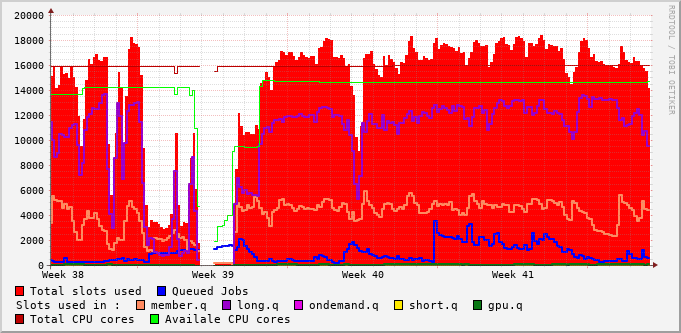 20000
18000
16000
14000
12000
10000
8000
6000
4000
2000
0
Week 38 Week 39 Week 40 Week 41
RRDTOOL / TOBI OETIKER
Total slots used Queued Jobs
Slots used in : member.q long.q ondemand.q short.q gpu.q
Total CPU cores Availale CPU cores